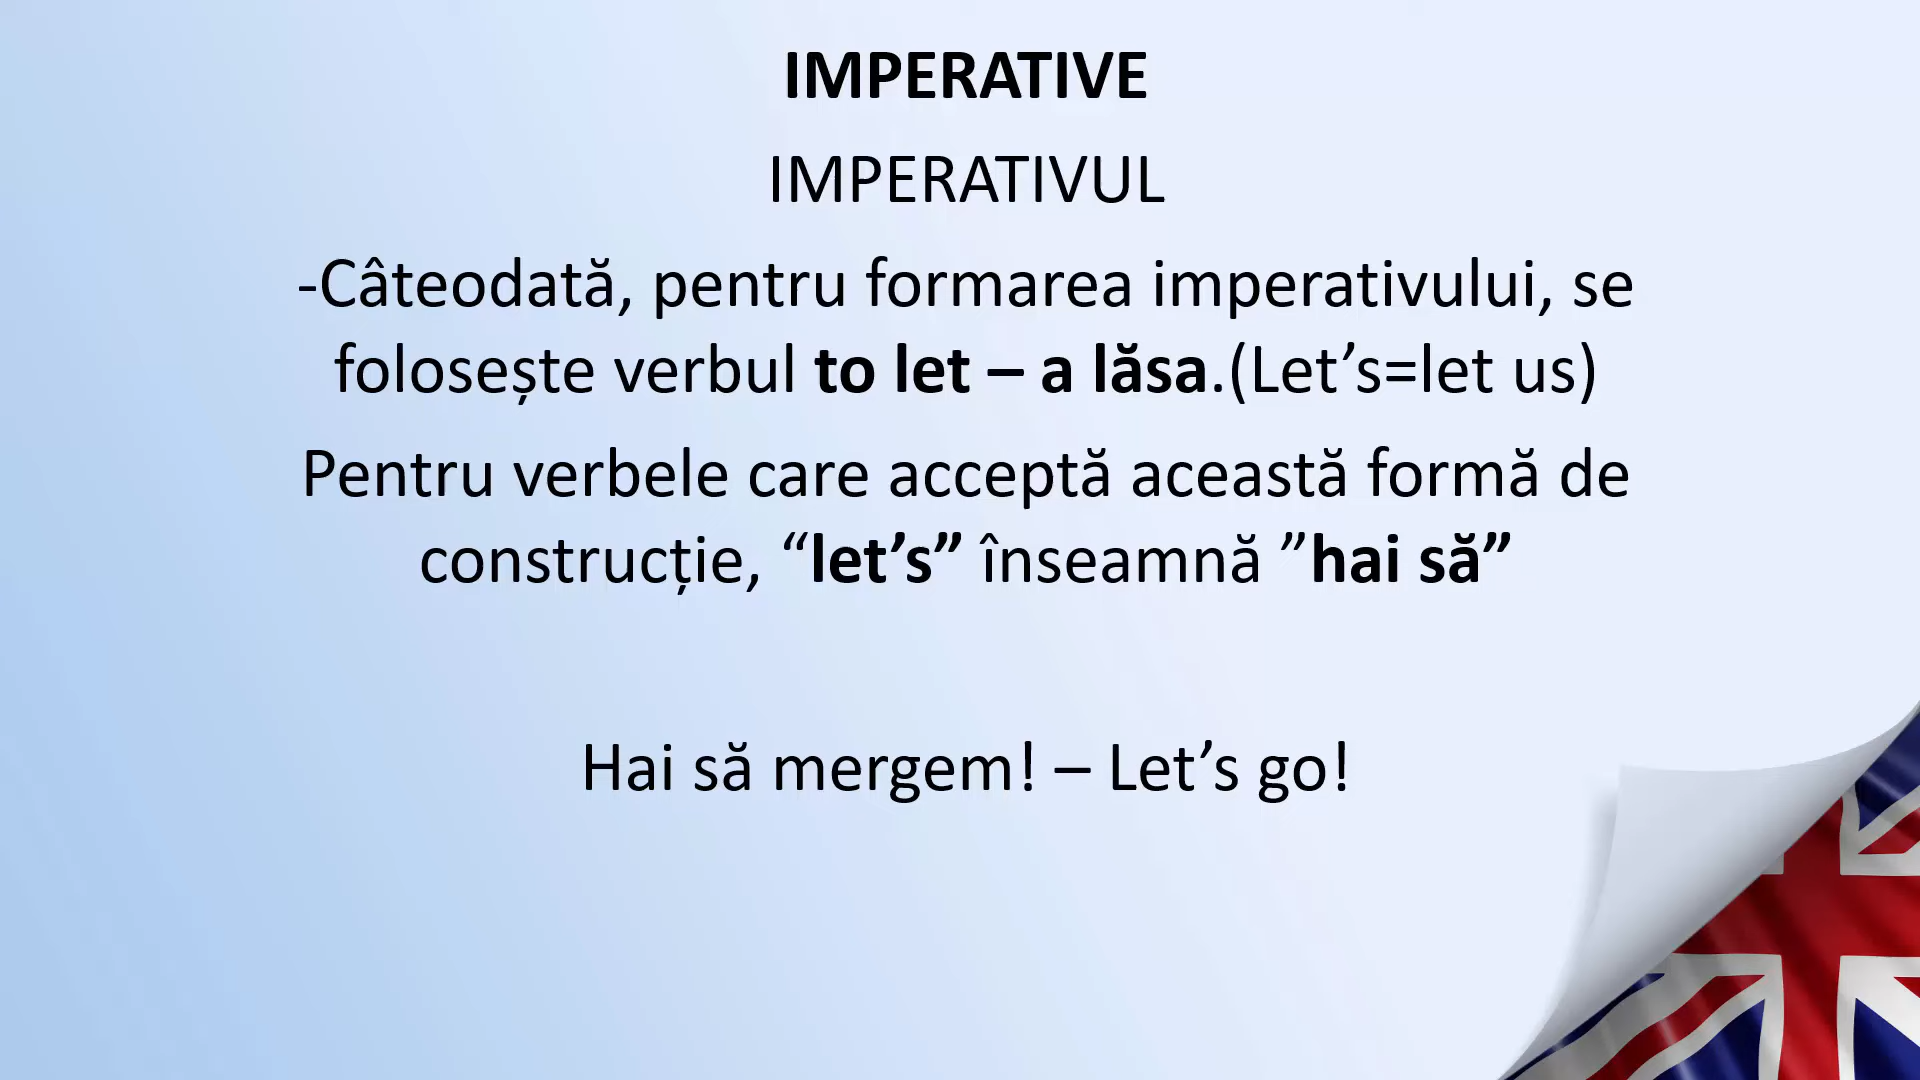 IMPERATIVE
IMPERATIVUL
-Câteodată, pentru formarea imperativului, se
folosește verbul to let – a lăsa.(Let’s=let us)
Pentru verbele care acceptă această formă de
construcție, “let’s” înseamnă ”hai să”
Hai să mergem! – Let’s go!